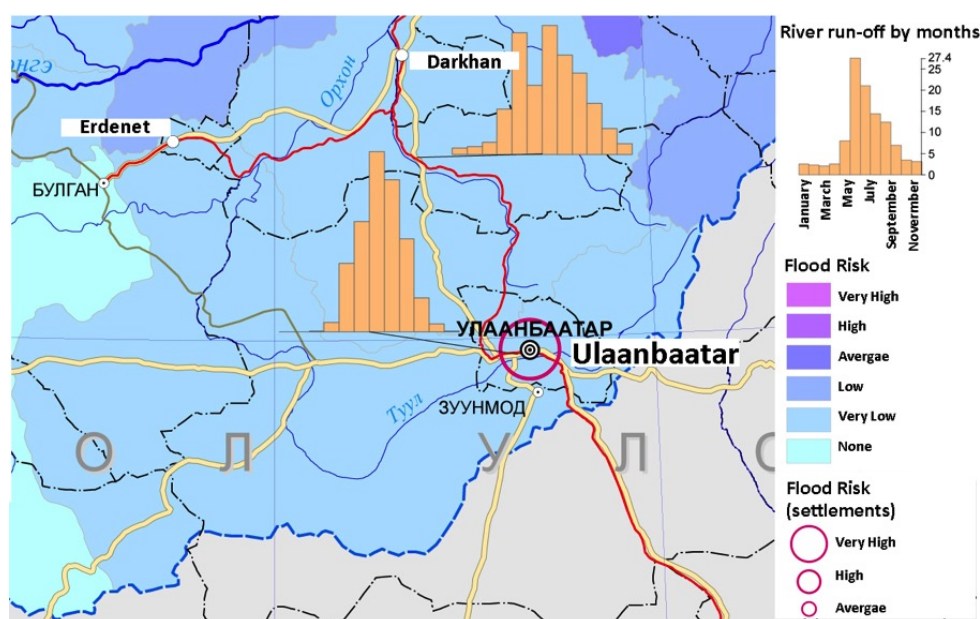 River run-off by months
27.4
25
20
15
10
5
0
January
March
May
July
September
Novermber
Flood Risk
Very High
High
Avergae
Low
Very Low
None
Flood Risk
(settlements)
Very High
High
Avergae
Орхон
Darkhan
Erdenet
БУЛГАН
УЛААНБААТАР
Ulaanbaatar
Туул
ЗУУНМОД
О Л У Л С